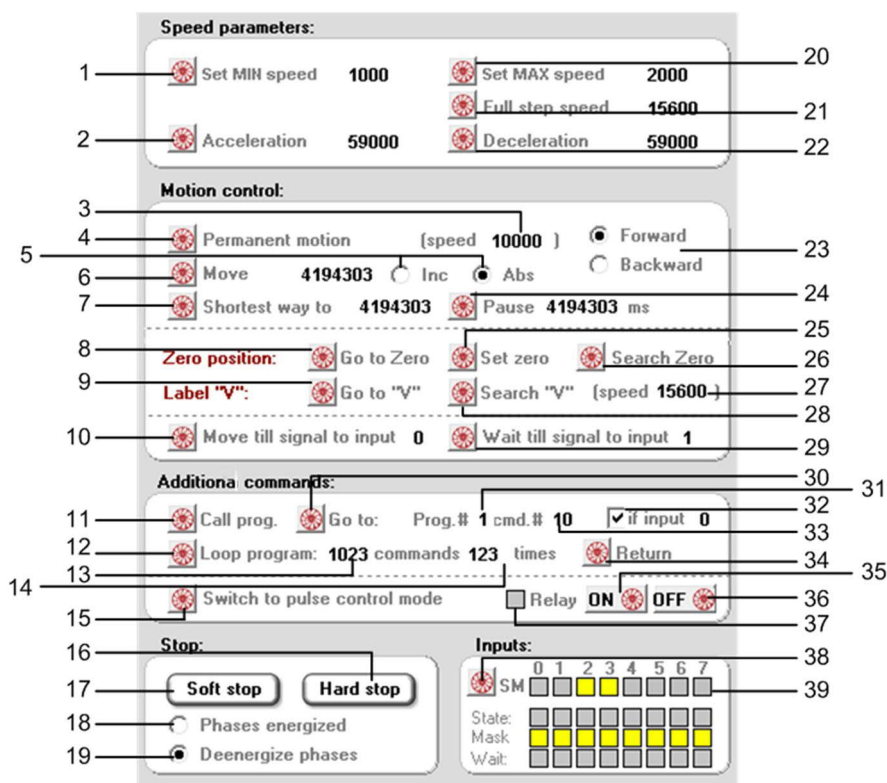 Speed parameters:
1 Set MIN speed 1000 Set MAX speed 2000 20
Full step speed 15600 21
2 Acceleration 59000 Deceleration 59000 22
Motion control:
3
4 Permanent motion (speed 10000 ) Forward
5 Backward 23
6 Move 4194303 Inc Abs
7 Shortest way to 4194303 Pause 4194303 ms 24
25
8 Zero position: Go to Zero Set zero Search Zero 26
9 Label "V": Go to "V" Search "V" (speed 15600 ) 27
28
10 Move till signal to input 0 Wait till signal to input 1 29
Additiona commands: 30
31
11 Call prog. Go to: Prog.# 1 cmd.# 10 if input 0 32
33
12 Loop program: 1023 commands 123 times Return 34
13
14 35
15 Switch to pulse control mode Relay ON OFF 36
37
Stop: Inputs:
16 38
0 1 2 3 4 5 6 7
17 Soft stop Hard stop SM 39
18 Phases energized State:
Mask
19 Deenergize phases Wait: